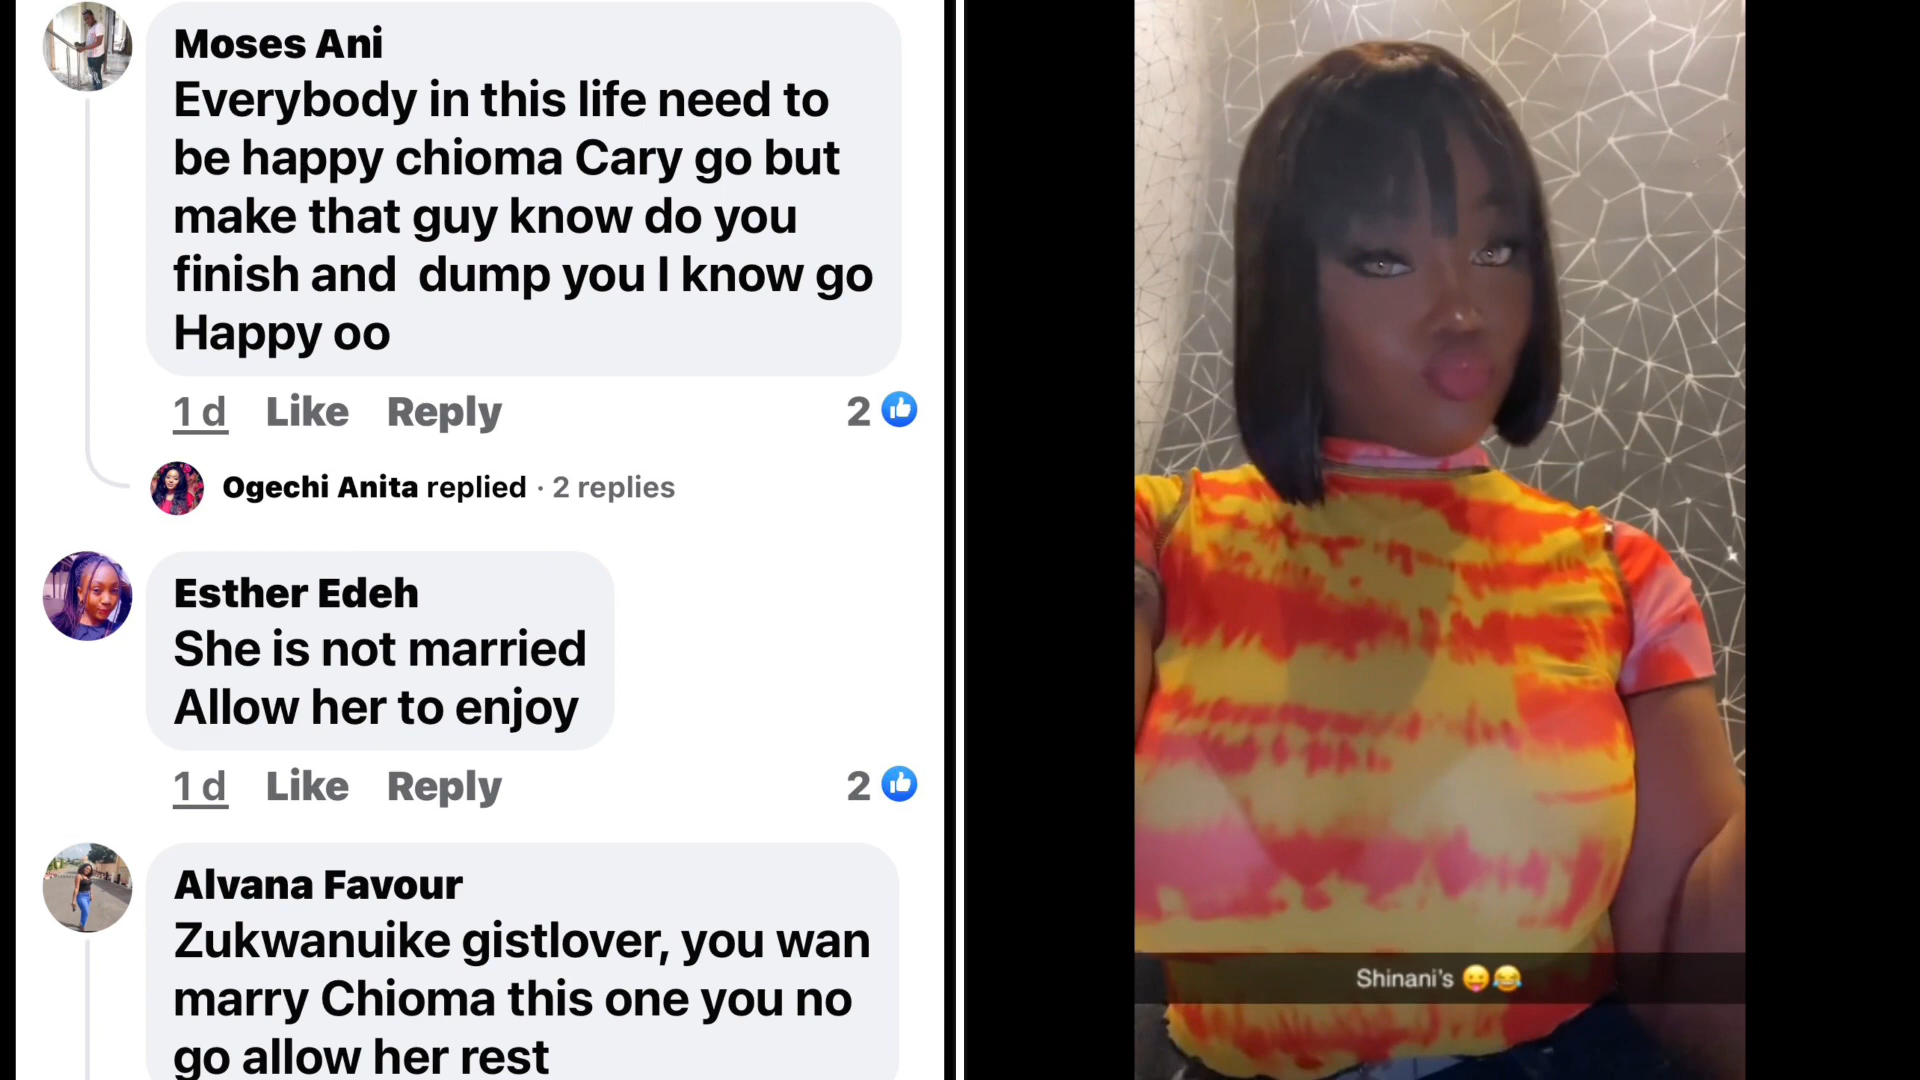 Moses Ani
Everybody in this life need to
be happy chioma Cary go but
make that guy know do you
finish and  dump you I know go
Happy oo
1 d Like Reply 2
Ogechi Anita replied · 2 replies
Esther Edeh
She is not married
Allow her to enjoy
1 d Like Reply 2
Alvana Favour
Zukwanuike gistlover, you wan
marry Chioma this one you no
go allow her rest
Shinani's 😛😂